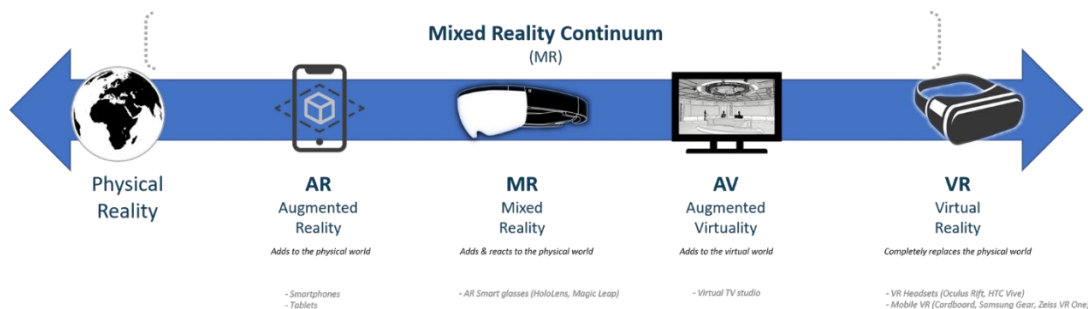 Mixed Reality Continuum
(MR)
Physical
Reality
AR
Augmented
Reality
Adds to the physical world
- Smartphones
- Tablets
MR
Mixed
Reality
Adds & reacts to the physical world
- AR Smart glasses (HoloLens, Magic Leap)
AV
Augmented
Virtuality
Adds to the virtual world
- Virtual TV studio
VR
Virtual
Reality
Completely replaces the physical world
- VR Headsets (Oculus Rift, HTC Vive)
- Mobile VR (Cardboard, Samsung Gear, Zeiss VR One,